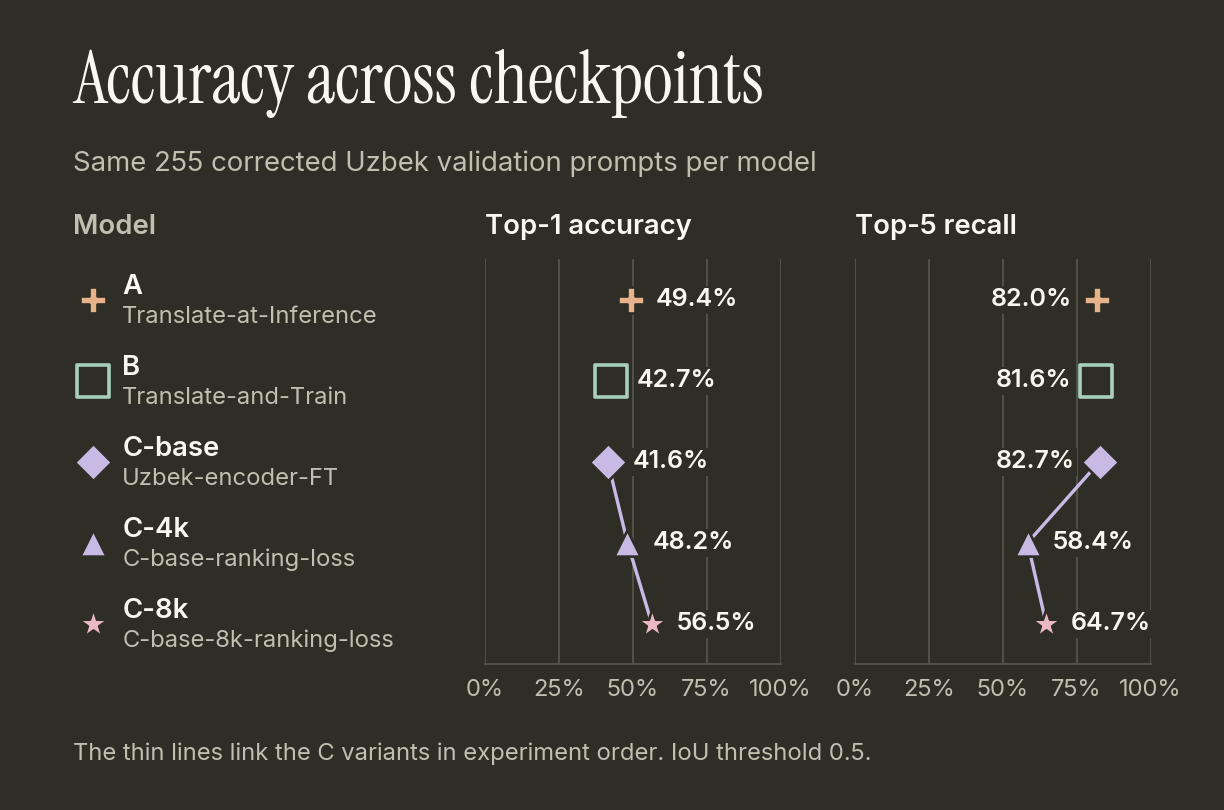 Accuracy across checkpoints
Same 255 corrected Uzbek validation prompts per model
Model Top-1 accuracy Top-5 recall
A
Translate-at-Inference
49.4% 82.0%
B
Translate-and-Train
42.7% 81.6%
C-base
Uzbek-encoder-FT
41.6% 82.7%
C-4k
C-base-ranking-loss
48.2% 58.4%
C-8k
C-base-8k-ranking-loss
56.5% 64.7%
0% 25% 50% 75% 100% 0% 25% 50% 75% 100%
The thin lines link the C variants in experiment order. IoU threshold 0.5.